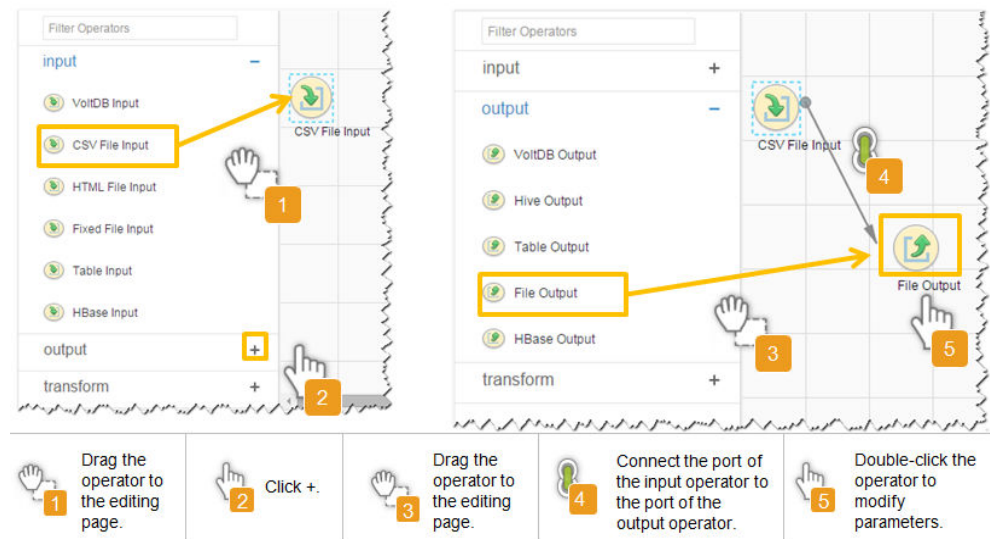 Filter Operators
input
−
VoltDB Input
CSV File Input
HTML File Input
Fixed File Input
Table Input
HBase Input
output
+
transform
+
CSV File Input
1
2
Filter Operators
input
+
output
−
VoltDB Output
Hive Output
Table Output
File Output
HBase Output
transform
+
CSV File Input
4
File Output
3
5
1
Drag the
operator to
the editing
page.
2
Click +.
3
Drag the
operator to
the editing
page.
4
Connect the port of
the input operator to
the port of the
output operator.
5
Double-click the
operator to
modify
parameters.